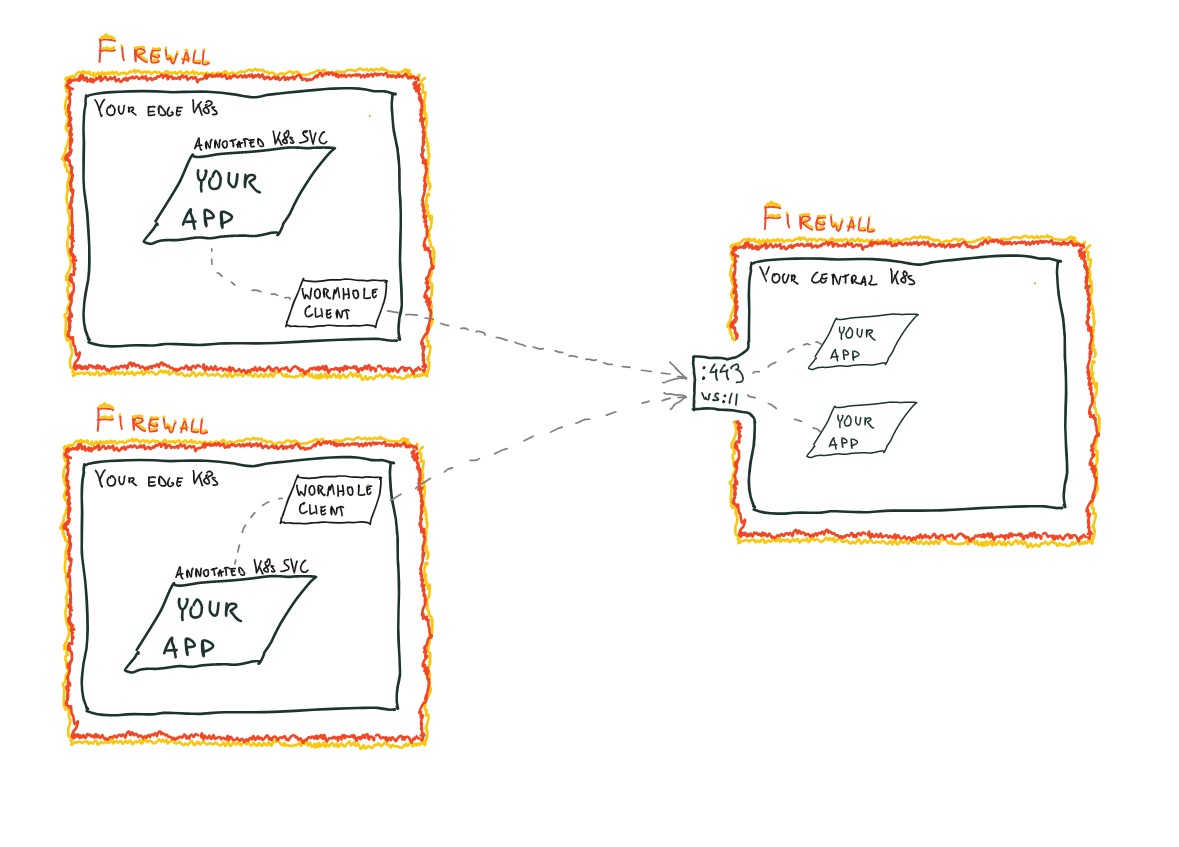 FIREWALL
YOUR EDGE K8s
ANNOTATED K8s SVC
YOUR
APP
WORMHOLE
CLIENT
FIREWALL
YOUR EDGE K8s
WORMHOLE
CLIENT
ANNOTATED K8s SVC
YOUR
APP
FIREWALL
YOUR CENTRAL K8s
YOUR
APP
:443
ws://
YOUR
APP